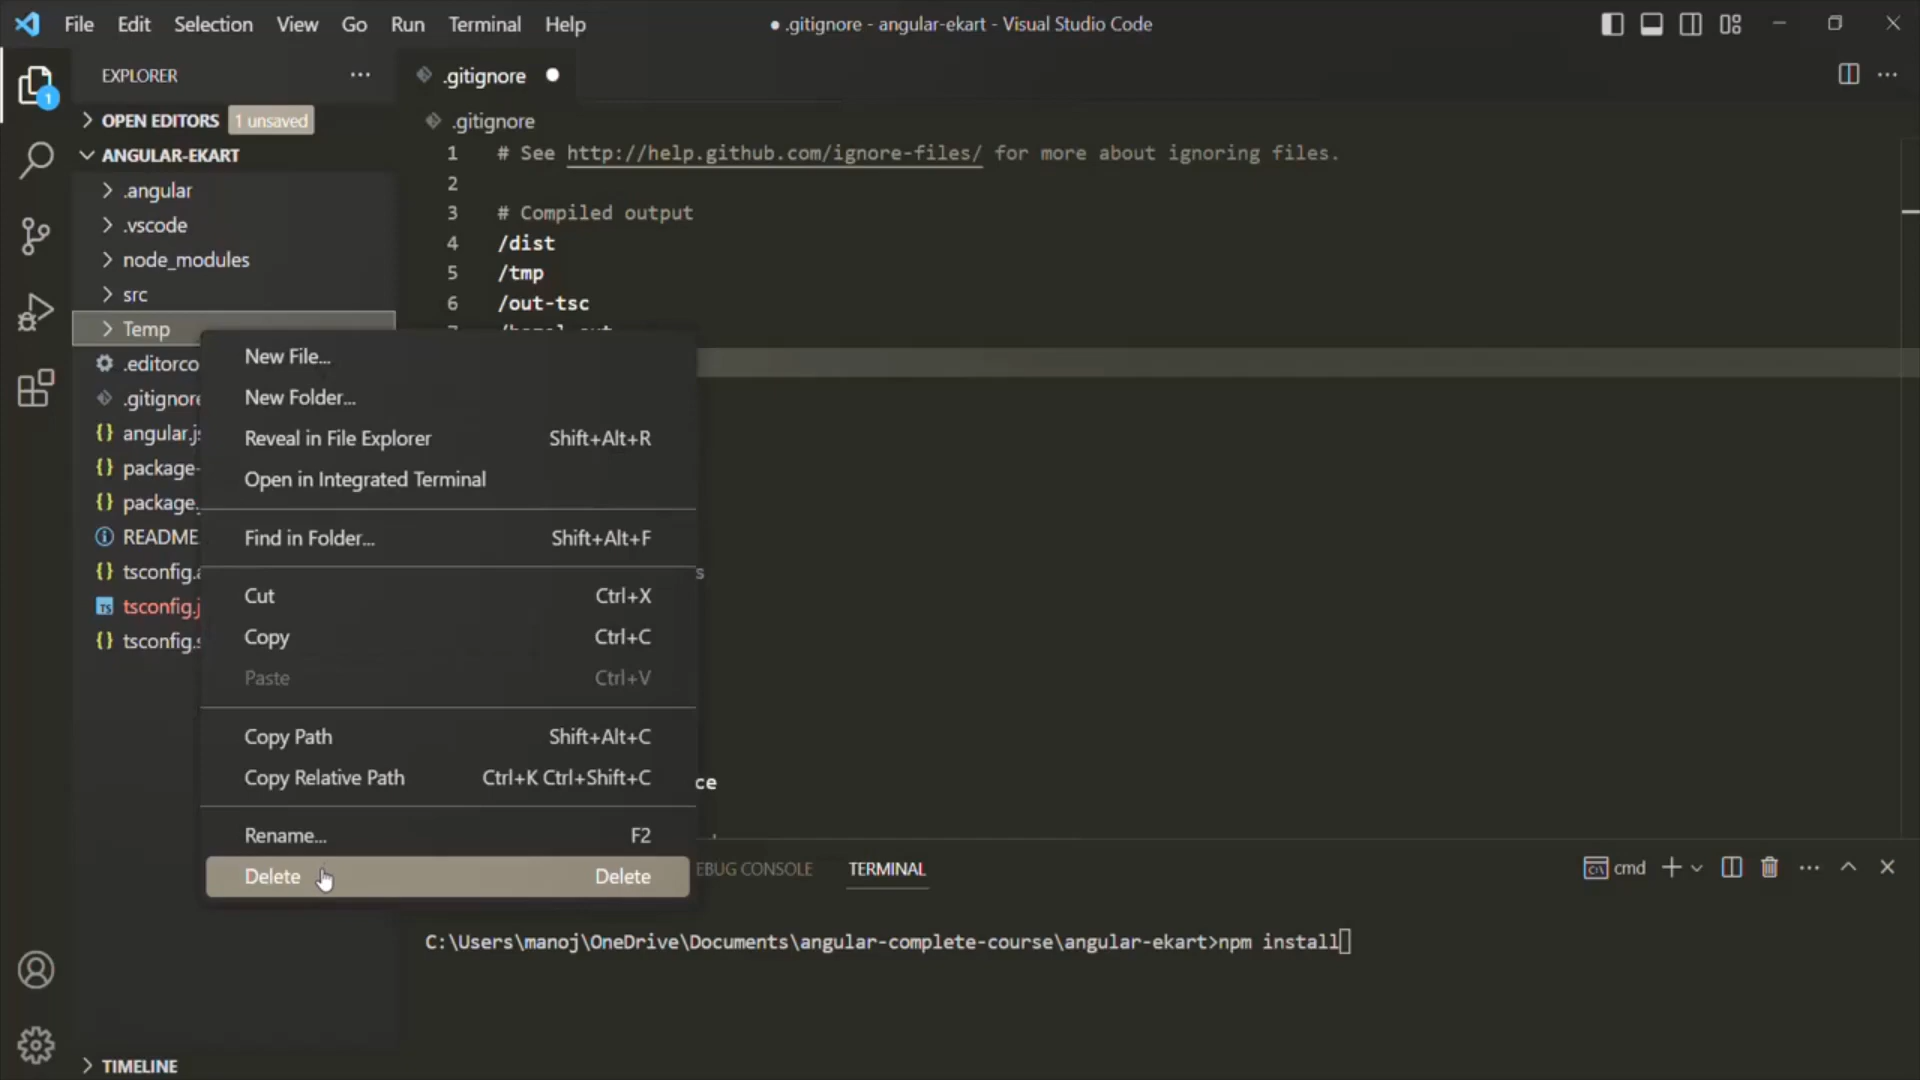 File Edit Selection View Go Run Terminal Help
● .gitignore - angular-ekart - Visual Studio Code
EXPLORER
1
OPEN EDITORS 1 unsaved
ANGULAR-EKART
.angular
.vscode
node_modules
src
Temp
.editorco
.gitignore
angular.js
package-
package.
README.
tsconfig.a
tsconfig.j
tsconfig.s
TIMELINE
.gitignore
.gitignore
1 # See http://help.github.com/ignore-files/ for more about ignoring files.
2
3 # Compiled output
4 /dist
5 /tmp
6 /out-tsc
s
ce
New File...
New Folder...
Reveal in File Explorer Shift+Alt+R
Open in Integrated Terminal
Find in Folder... Shift+Alt+F
Cut Ctrl+X
Copy Ctrl+C
Paste Ctrl+V
Copy Path Shift+Alt+C
Copy Relative Path Ctrl+K Ctrl+Shift+C
Rename... F2
Delete Delete
EBUG CONSOLE TERMINAL
cmd
C:\Users\manoj\OneDrive\Documents\angular-complete-course\angular-ekart>npm install